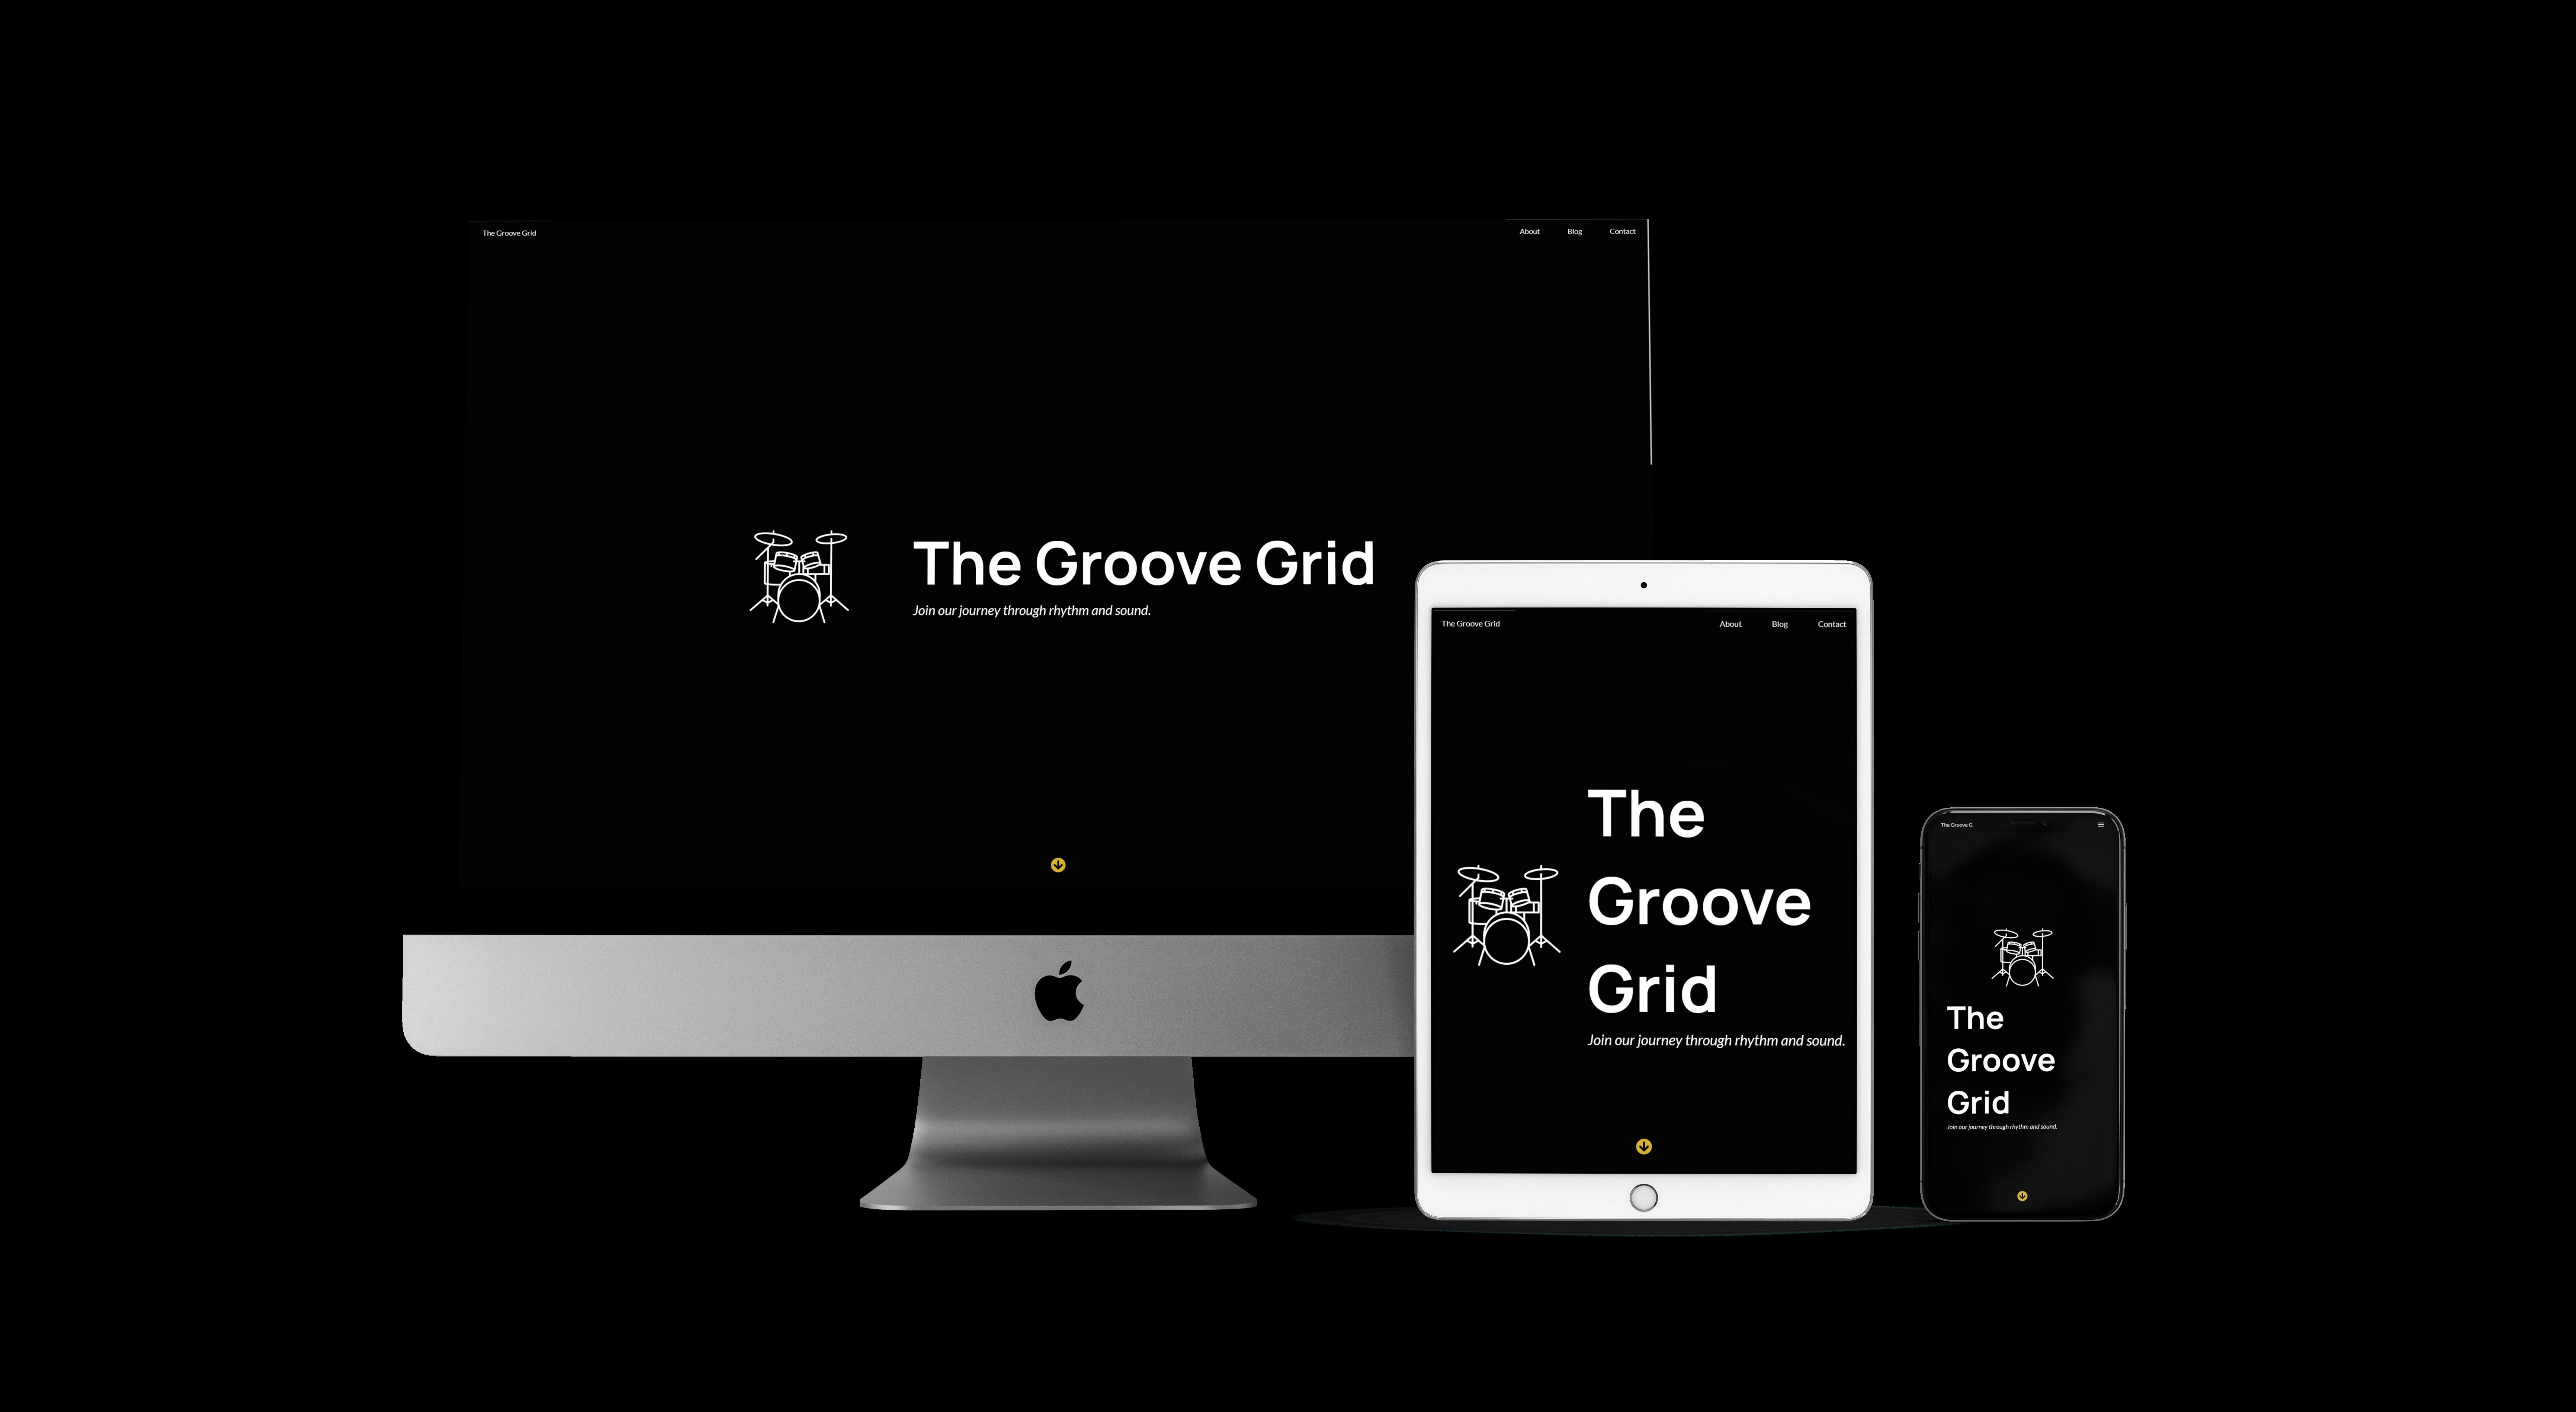 The Groove Grid
About Blog Contact
The Groove Grid
Join our journey through rhythm and sound.
The Groove Grid
About Blog Contact
The
Groove
Grid
Join our journey through rhythm and sound.
The Groove G
The
Groove
Grid
Join our journey through rhythm and sound.